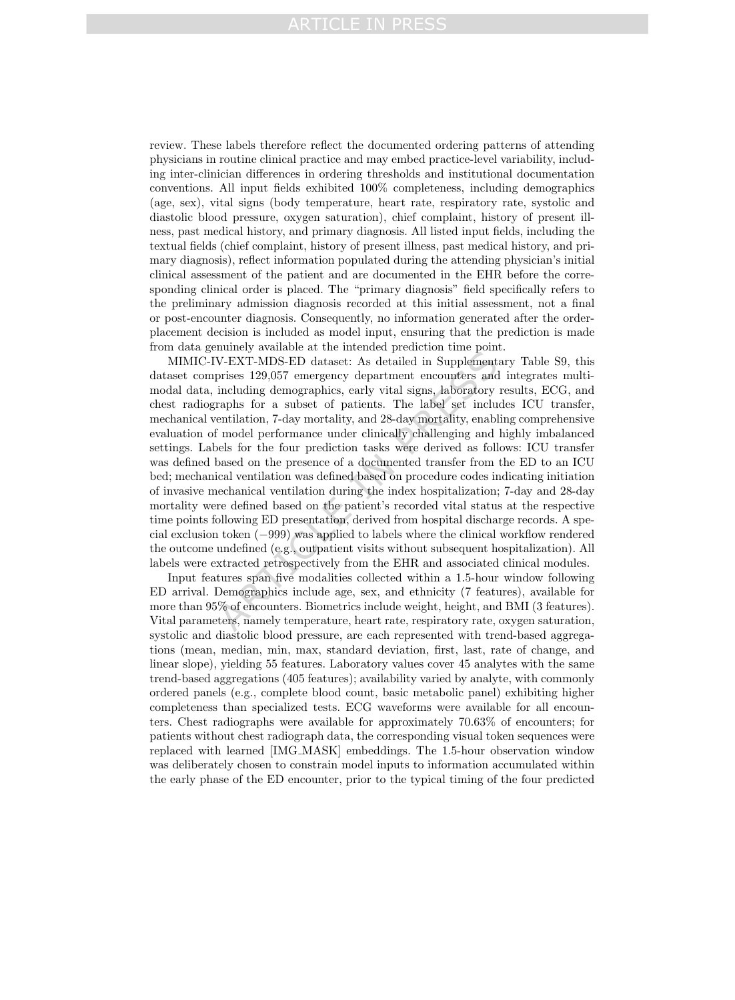 ARTICLE IN PRESS
review. These labels therefore reflect the documented ordering patterns of attending
physicians in routine clinical practice and may embed practice-level variability, includ-
ing inter-clinician differences in ordering thresholds and institutional documentation
conventions. All input fields exhibited 100% completeness, including demographics
(age, sex), vital signs (body temperature, heart rate, respiratory rate, systolic and
diastolic blood pressure, oxygen saturation), chief complaint, history of present ill-
ness, past medical history, and primary diagnosis. All listed input fields, including the
textual fields (chief complaint, history of present illness, past medical history, and pri-
mary diagnosis), reflect information populated during the attending physician's initial
clinical assessment of the patient and are documented in the EHR before the corre-
sponding clinical order is placed. The “primary diagnosis” field specifically refers to
the preliminary admission diagnosis recorded at this initial assessment, not a final
or post-encounter diagnosis. Consequently, no information generated after the order-
placement decision is included as model input, ensuring that the prediction is made
from data genuinely available at the intended prediction time point.
MIMIC-IV-EXT-MDS-ED dataset: As detailed in Supplementary Table S9, this
dataset comprises 129,057 emergency department encounters and integrates multi-
modal data, including demographics, early vital signs, laboratory results, ECG, and
chest radiographs for a subset of patients. The label set includes ICU transfer,
mechanical ventilation, 7-day mortality, and 28-day mortality, enabling comprehensive
evaluation of model performance under clinically challenging and highly imbalanced
settings. Labels for the four prediction tasks were derived as follows: ICU transfer
was defined based on the presence of a documented transfer from the ED to an ICU
bed; mechanical ventilation was defined based on procedure codes indicating initiation
of invasive mechanical ventilation during the index hospitalization; 7-day and 28-day
mortality were defined based on the patient's recorded vital status at the respective
time points following ED presentation, derived from hospital discharge records. A spe-
cial exclusion token (−999) was applied to labels where the clinical workflow rendered
the outcome undefined (e.g., outpatient visits without subsequent hospitalization). All
labels were extracted retrospectively from the EHR and associated clinical modules.
Input features span five modalities collected within a 1.5-hour window following
ED arrival. Demographics include age, sex, and ethnicity (7 features), available for
more than 95% of encounters. Biometrics include weight, height, and BMI (3 features).
Vital parameters, namely temperature, heart rate, respiratory rate, oxygen saturation,
systolic and diastolic blood pressure, are each represented with trend-based aggrega-
tions (mean, median, min, max, standard deviation, first, last, rate of change, and
linear slope), yielding 55 features. Laboratory values cover 45 analytes with the same
trend-based aggregations (405 features); availability varied by analyte, with commonly
ordered panels (e.g., complete blood count, basic metabolic panel) exhibiting higher
completeness than specialized tests. ECG waveforms were available for all encoun-
ters. Chest radiographs were available for approximately 70.63% of encounters; for
patients without chest radiograph data, the corresponding visual token sequences were
replaced with learned [IMG_MASK] embeddings. The 1.5-hour observation window
was deliberately chosen to constrain model inputs to information accumulated within
the early phase of the ED encounter, prior to the typical timing of the four predicted
ARTICLE IN PRESS